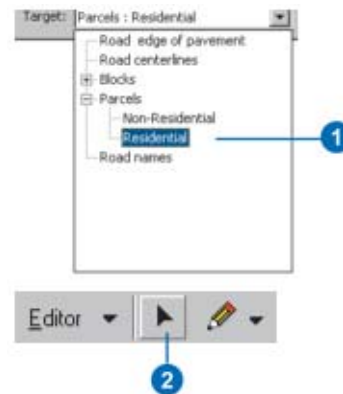 Target: Parcels : Residential
Road edge of pavement
Road centerlines
Blocks
Parcels
Non-Residential
Residential
1
Road names
Editor
2